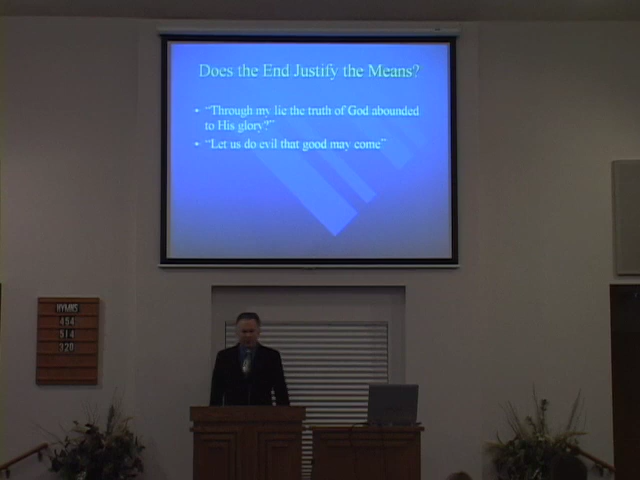 Does the End Justify the Means?
• "Through my lie the truth of God abounded
to His glory?"
• "Let us do evil that good may come"
HYMNS
454
514
320